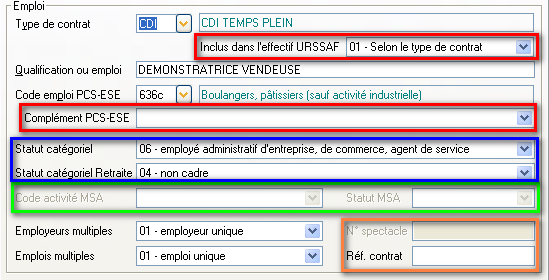 Emploi
Type de contrat CDI CDI TEMPS PLEIN
Inclus dans l'effectif URSSAF 01 - Selon le type de contrat
Qualification ou emploi DEMONSTRATRICE VENDEUSE
Code emploi PCS-ESE 636c Boulangers, pâtissiers (sauf activité industrielle)
Complément PCS-ESE
Statut catégoriel 06 - employé administratif d'entreprise, de commerce, agent de service
Statut catégoriel Retraite 04 - non cadre
Code activité MSA Statut MSA
Employeurs multiples 01 - employeur unique N° spectacle
Emplois multiples 01 - emploi unique Réf. contrat